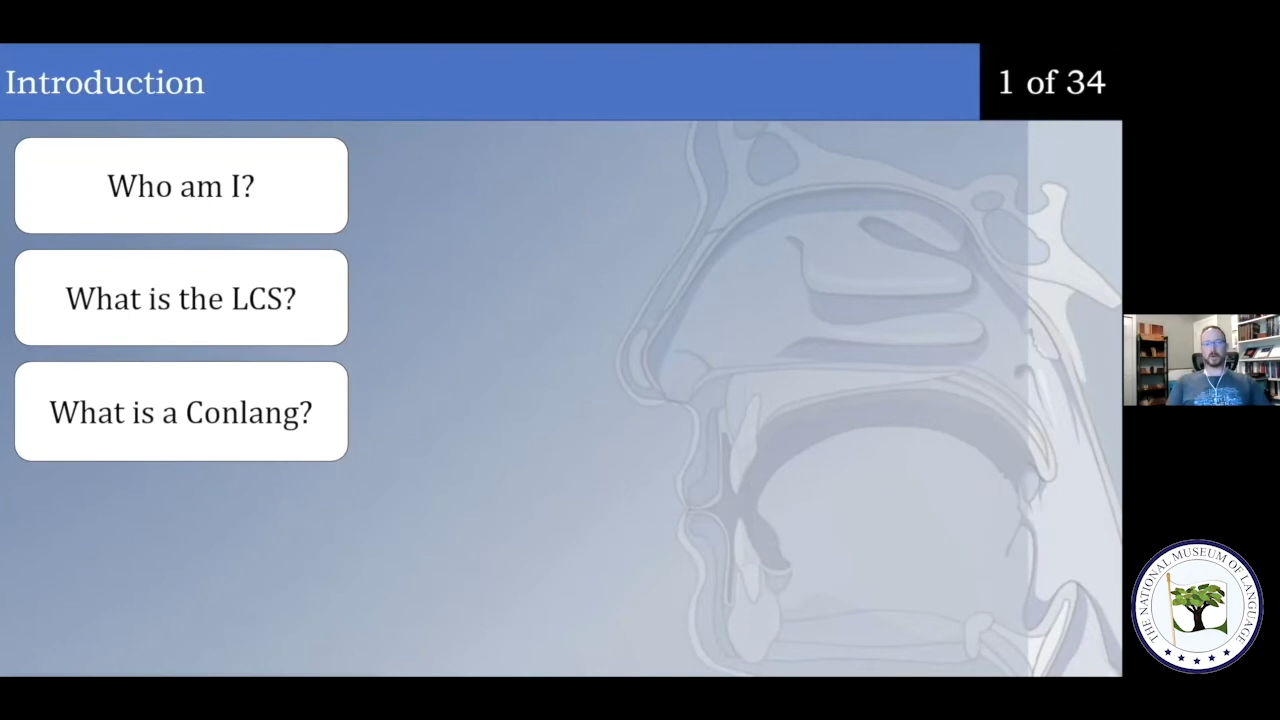 Introduction
1 of 34
Who am I?
What is the LCS?
What is a Conlang?
THE NATIONAL MUSEUM OF LANGUAGE